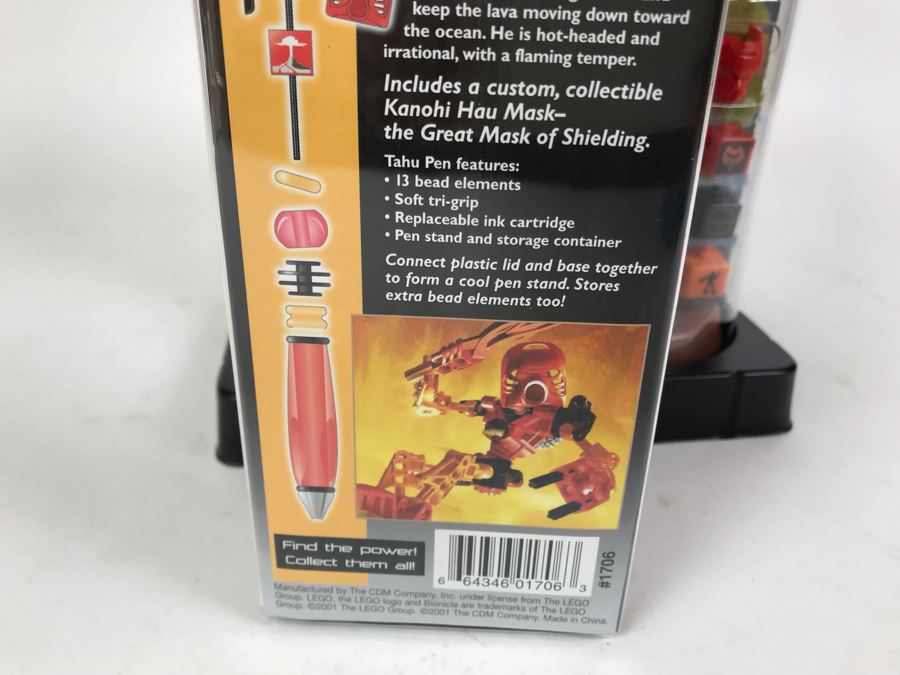 keep the lava moving down toward
the ocean. He is hot-headed and
irrational, with a flaming temper.
Includes a custom, collectible
Kanohi Hau Mask–
the Great Mask of Shielding.
Tahu Pen features:
• 13 bead elements
• Soft tri-grip
• Replaceable ink cartridge
• Pen stand and storage container
Connect plastic lid and base together
to form a cool pen stand. Stores
extra bead elements too!
Find the power!
Collect them all!
6 64346 01706 3
#1706
Manufactured by The CDM Company, Inc. under license from The LEGO
Group. LEGO, the LEGO logo and Bionicle are trademarks of The LEGO
Group. ©2001 The LEGO Group. ©2001 The CDM Company. Made in China.